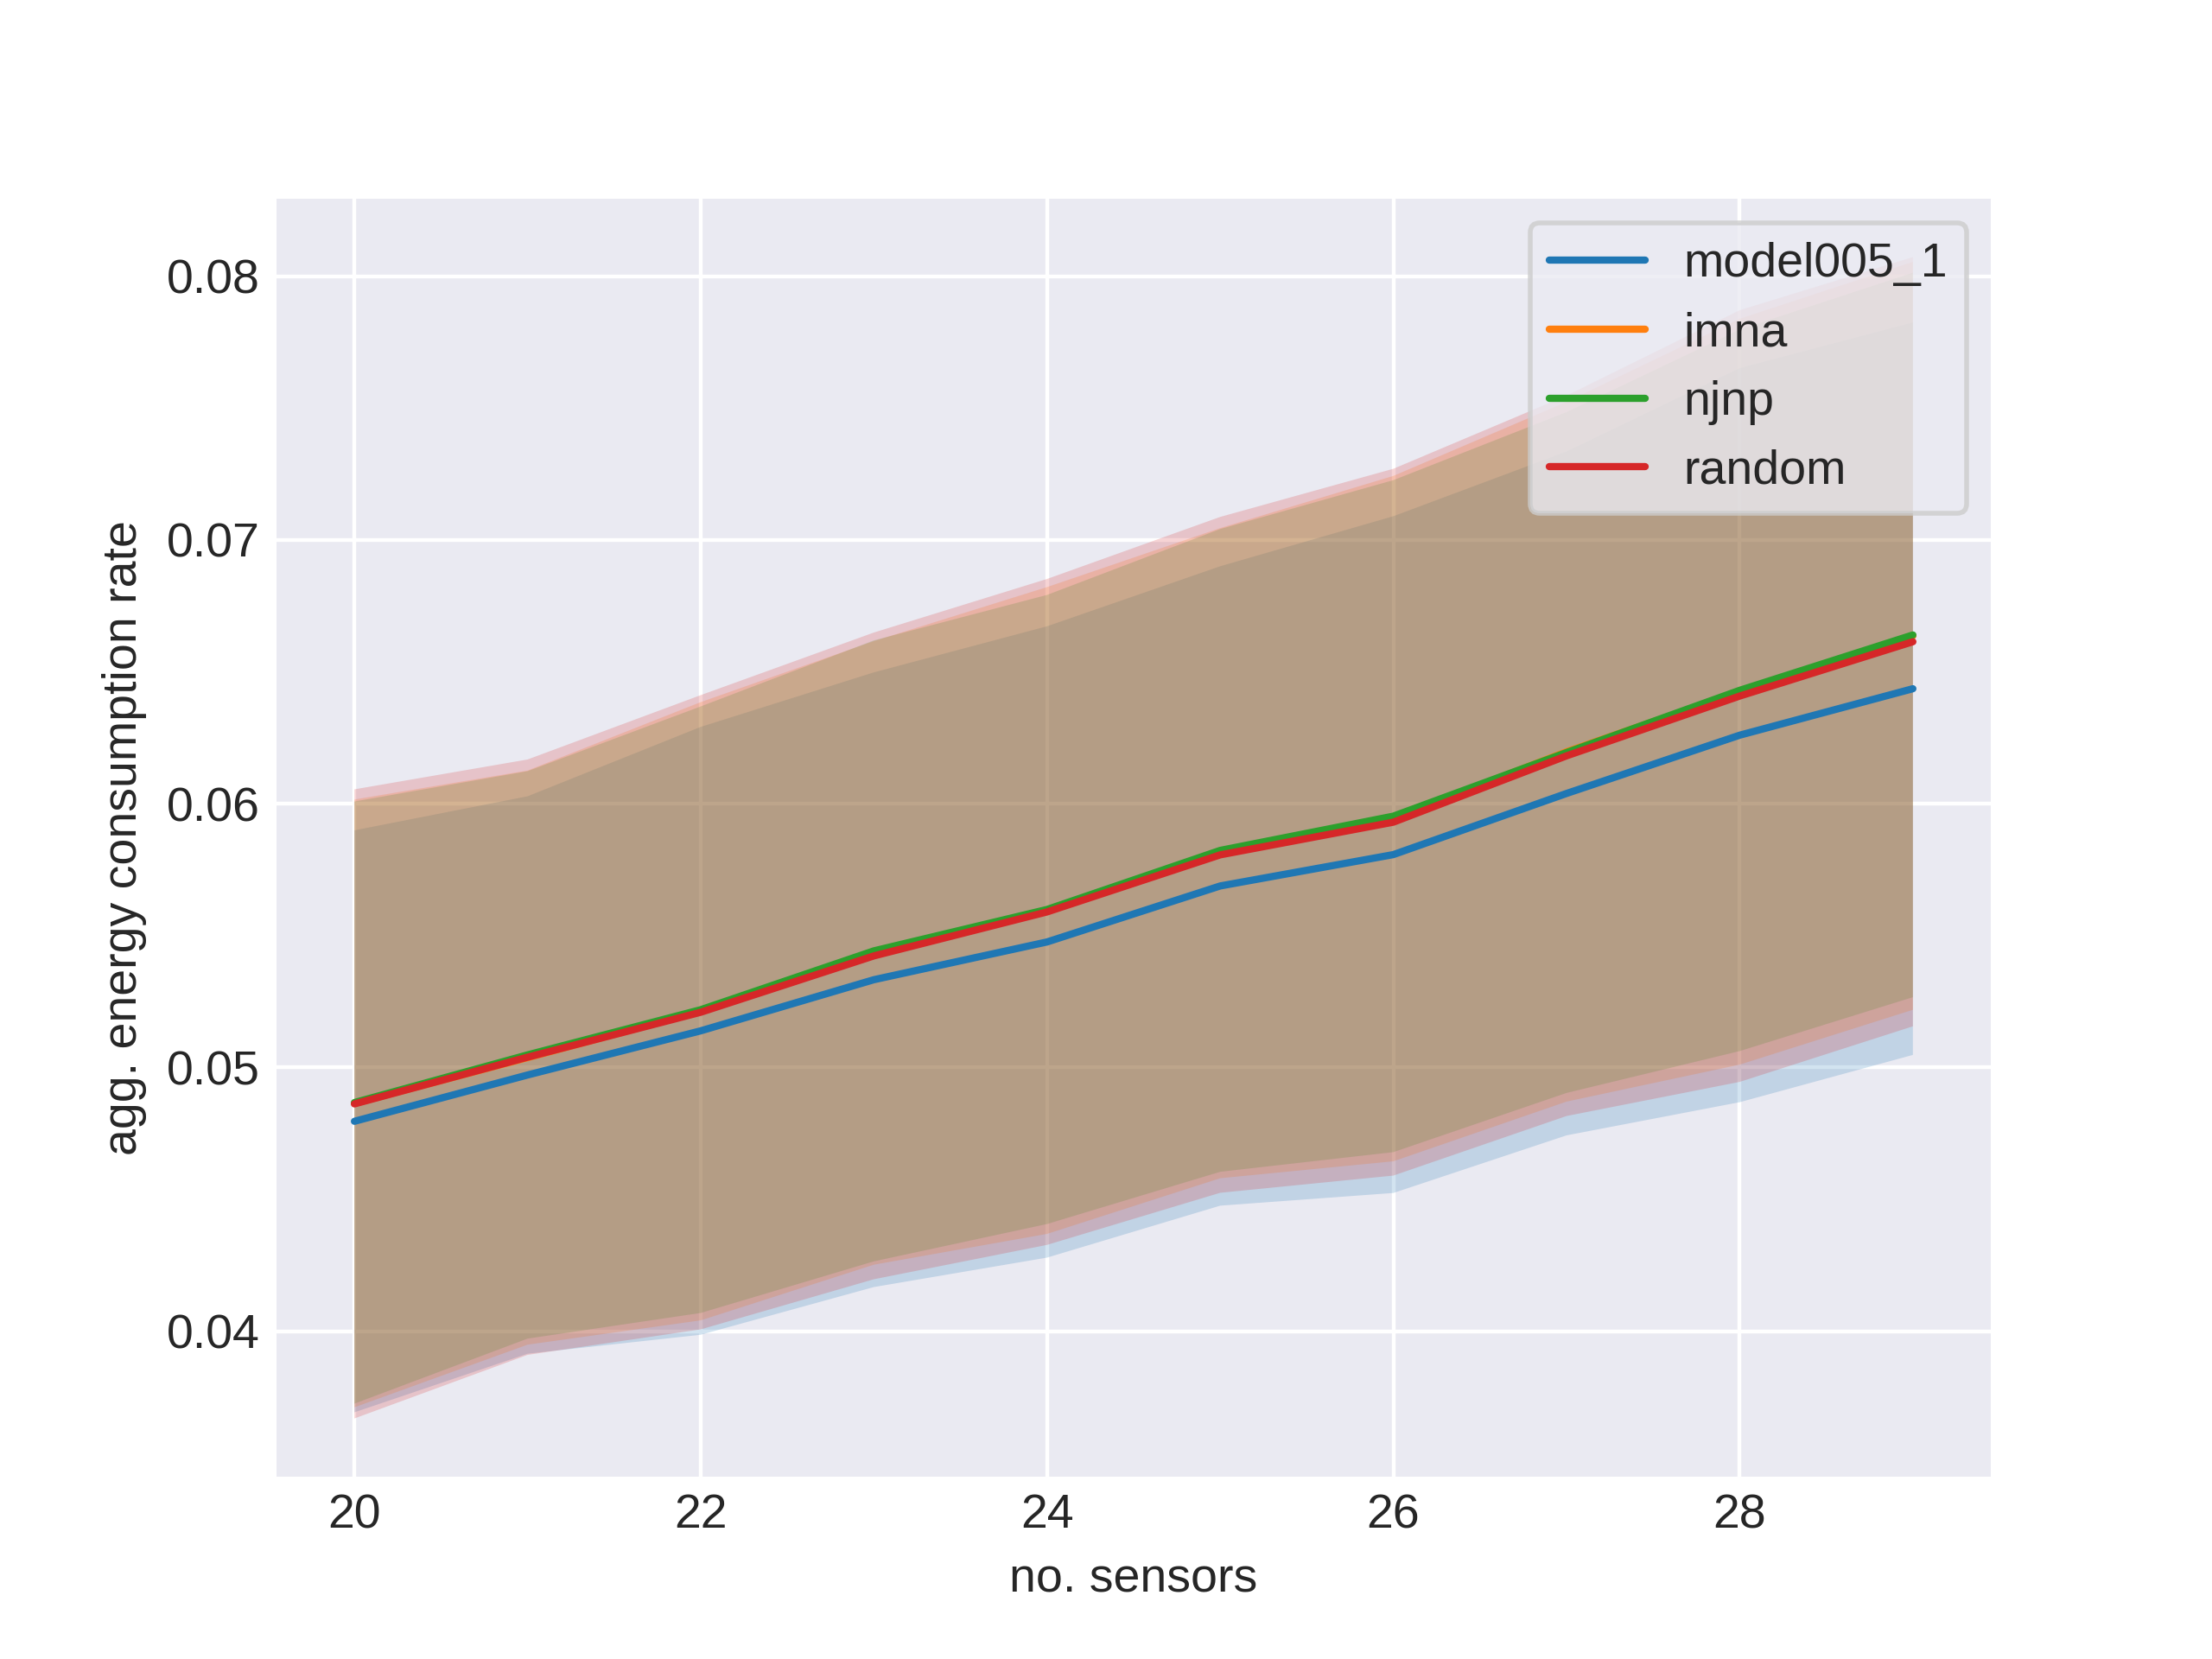 model005_1
imna
njnp
random
0.08
0.07
0.06
0.05
0.04
agg. energy consumption rate
20 22 24 26 28
no. sensors